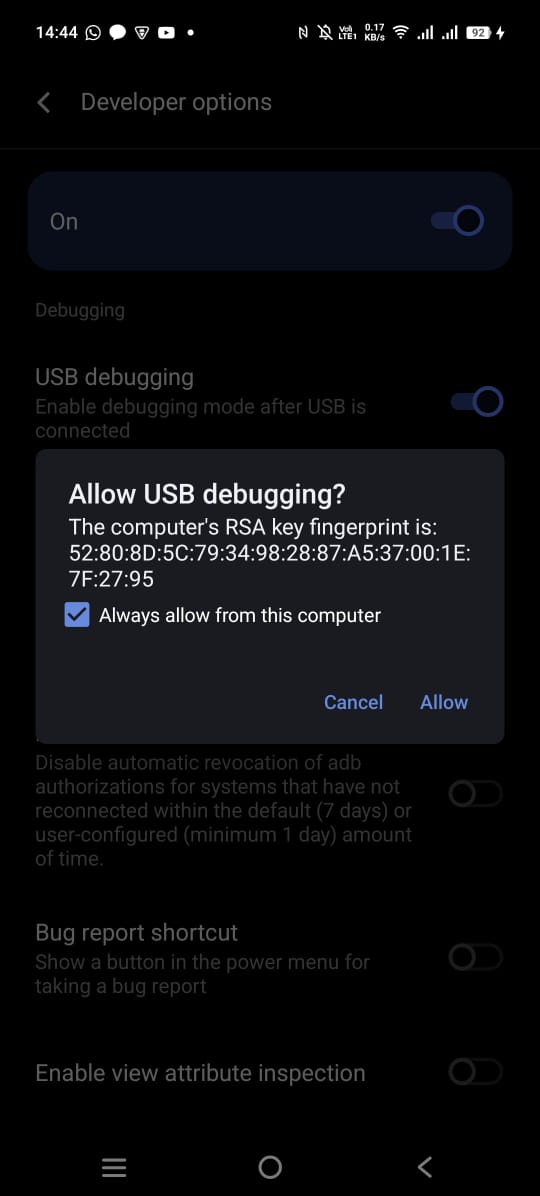 14:44 VoLTE1 0.17 KB/s 92
Developer options
On
Debugging
USB debugging
Enable debugging mode after USB is
connected
Allow USB debugging?
The computer's RSA key fingerprint is:
52:80:8D:5C:79:34:98:28:87:A5:37:00:1E:
7F:27:95
Always allow from this computer
Cancel Allow
Disable automatic revocation of adb
authorizations for systems that have not
reconnected within the default (7 days) or
user-configured (minimum 1 day) amount
of time.
Bug report shortcut
Show a button in the power menu for
taking a bug report
Enable view attribute inspection